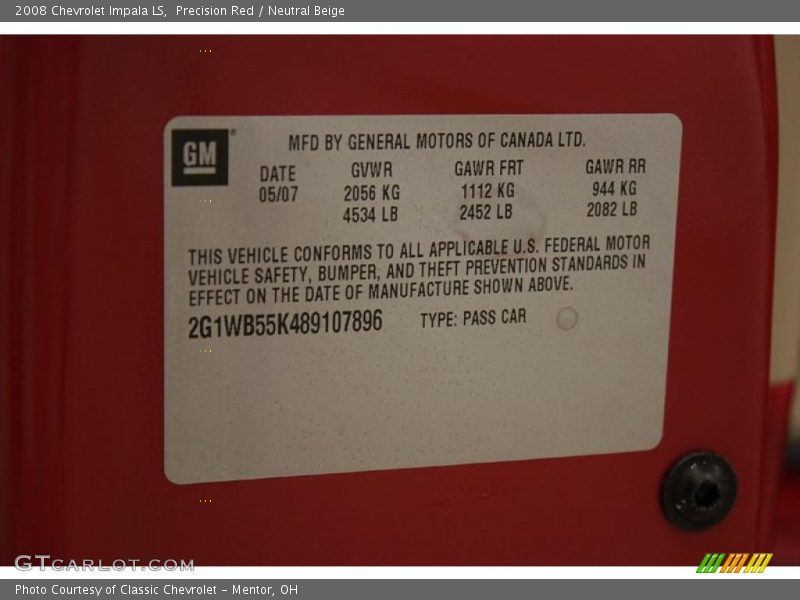 2008 Chevrolet Impala LS, Precision Red / Neutral Beige
GM
MFD BY GENERAL MOTORS OF CANADA LTD.
DATE GVWR GAWR FRT GAWR RR
05/07 2056 KG 1112 KG 944 KG
4534 LB 2452 LB 2082 LB
THIS VEHICLE CONFORMS TO ALL APPLICABLE U.S. FEDERAL MOTOR
VEHICLE SAFETY, BUMPER, AND THEFT PREVENTION STANDARDS IN
EFFECT ON THE DATE OF MANUFACTURE SHOWN ABOVE.
2G1WB55K489107896 TYPE: PASS CAR
GTCARLOT.COM
Photo Courtesy of Classic Chevrolet - Mentor, OH